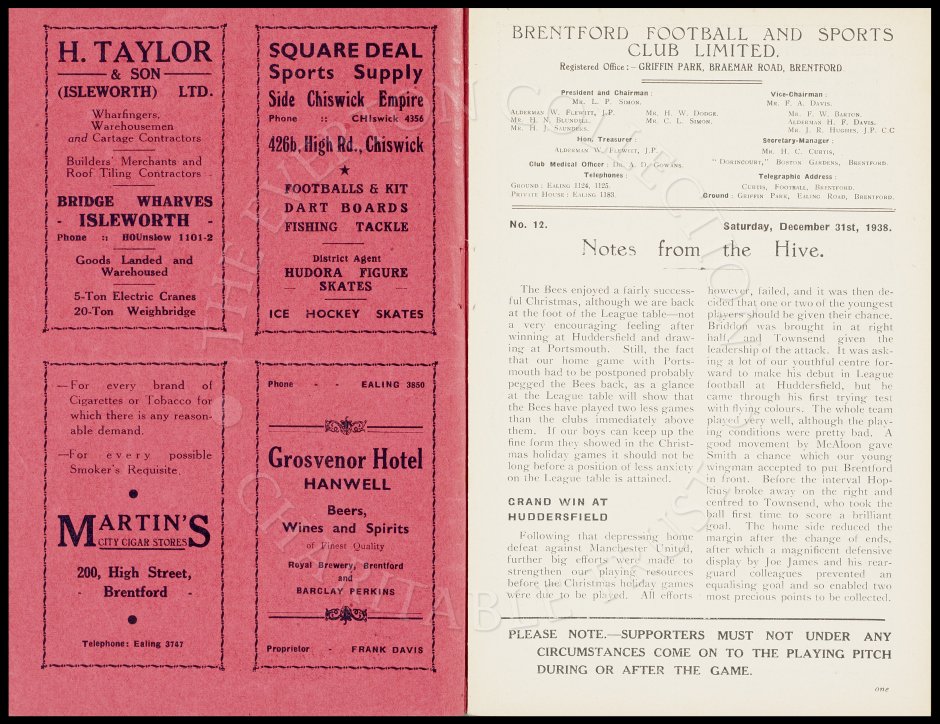 H. TAYLOR
& SON
(ISLEWORTH) LTD.
Wharfingers,
Warehousemen
and Cartage Contractors
Builders' Merchants and
Roof Tiling Contractors
BRIDGE WHARVES
- ISLEWORTH -
Phone :: HOUnslow 1101-2
Goods Landed and
Warehoused
5-Ton Electric Cranes
20-Ton Weighbridge
SQUARE DEAL
Sports Supply
Side Chiswick Empire
Phone :: CHIswick 4356
426b, High Rd., Chiswick
★
FOOTBALLS & KIT
DART BOARDS
FISHING TACKLE
District Agent
HUDORA FIGURE
— SKATES —
ICE HOCKEY SKATES
—For every brand of
Cigarettes or Tobacco for
which there is any reason-
able demand.
—For every possible
Smoker's Requisite.
MARTIN'S
CITY CIGAR STORES
200, High Street,
- Brentford -
Telephone: Ealing 3747
Phone - - EALING 3850
Grosvenor Hotel
HANWELL
Beers,
Wines and Spirits
of Finest Quality
Royal Brewery, Brentford
and
BARCLAY PERKINS
Proprietor - FRANK DAVIS
BRENTFORD FOOTBALL AND SPORTS
CLUB LIMITED.
Registered Office :- GRIFFIN PARK, BRAEMAR ROAD, BRENTFORD
President and Chairman :
MR. L. P. SIMON.
Vice-Chairman :
MR. F. A. DAVIS.
ALDERMAN W. FLEWITT, J.P. MR. H. W. DODGE. MR. F. W. BARTON.
MR. H. N. BLUNDELL. MR. C. L. SIMON. ALDERMAN H. F. DAVIS.
MR. H. J. SAUNDERS. MR. J. R. HUGHES, J.P. C.C
Hon. Treasurer :
ALDERMAN W. FLEWITT, J.P.
Secretary-Manager :
MR. H. C. CURTIS,
Club Medical Officer : DR. A. D. GOWANS.
"DORINCOURT," BOSTON GARDENS, BRENTFORD.
Telephones :
GROUND : EALING 1124, 1125.
PRIVATE HOUSE : EALING 1183.
Telegraphic Address :
CURTIS, FOOTBALL, BRENTFORD.
Ground : GRIFFIN PARK, EALING ROAD, BRENTFORD.
No. 12. Saturday, December 31st, 1938.
Notes from the Hive.
The Bees enjoyed a fairly success-
ful Christmas, although we are back
at the foot of the League table—not
a very encouraging feeling after
winning at Huddersfield and draw-
ing at Portsmouth. Still, the fact
that our home game with Ports-
mouth had to be postponed probably
pegged the Bees back, as a glance
at the League table will show that
the Bees have played two less games
than the clubs immediately above
them. If our boys can keep up the
fine form they showed in the Christ-
mas holiday games it should not be
long before a position of less anxiety
on the League table is attained.
GRAND WIN AT
HUDDERSFIELD
Following that depressing home
defeat against Manchester United,
further big efforts were made to
strengthen our playing resources
before the Christmas holiday games
were due to be played. All efforts
however, failed, and it was then de-
cided that one or two of the youngest
players should be given their chance.
Briddon was brought in at right
half, and Townsend given the
leadership of the attack. It was ask-
ing a lot of our youthful centre for-
ward to make his debut in League
football at Huddersfield, but he
came through his first trying test
with flying colours. The whole team
played very well, although the play-
ing conditions were pretty bad. A
good movement by McAloon gave
Smith a chance which our young
wingman accepted to put Brentford
in front. Before the interval Hop-
kins broke away on the right and
centred to Townsend, who took the
ball first time to score a brilliant
goal. The home side reduced the
margin after the change of ends,
after which a magnificent defensive
display by Joe James and his rear-
guard colleagues prevented an
equalising goal and so enabled two
most precious points to be collected.
PLEASE NOTE.—SUPPORTERS MUST NOT UNDER ANY
CIRCUMSTANCES COME ON TO THE PLAYING PITCH
DURING OR AFTER THE GAME.
one
THE EVERTON COLLECTION
CHARITABLE TRUST